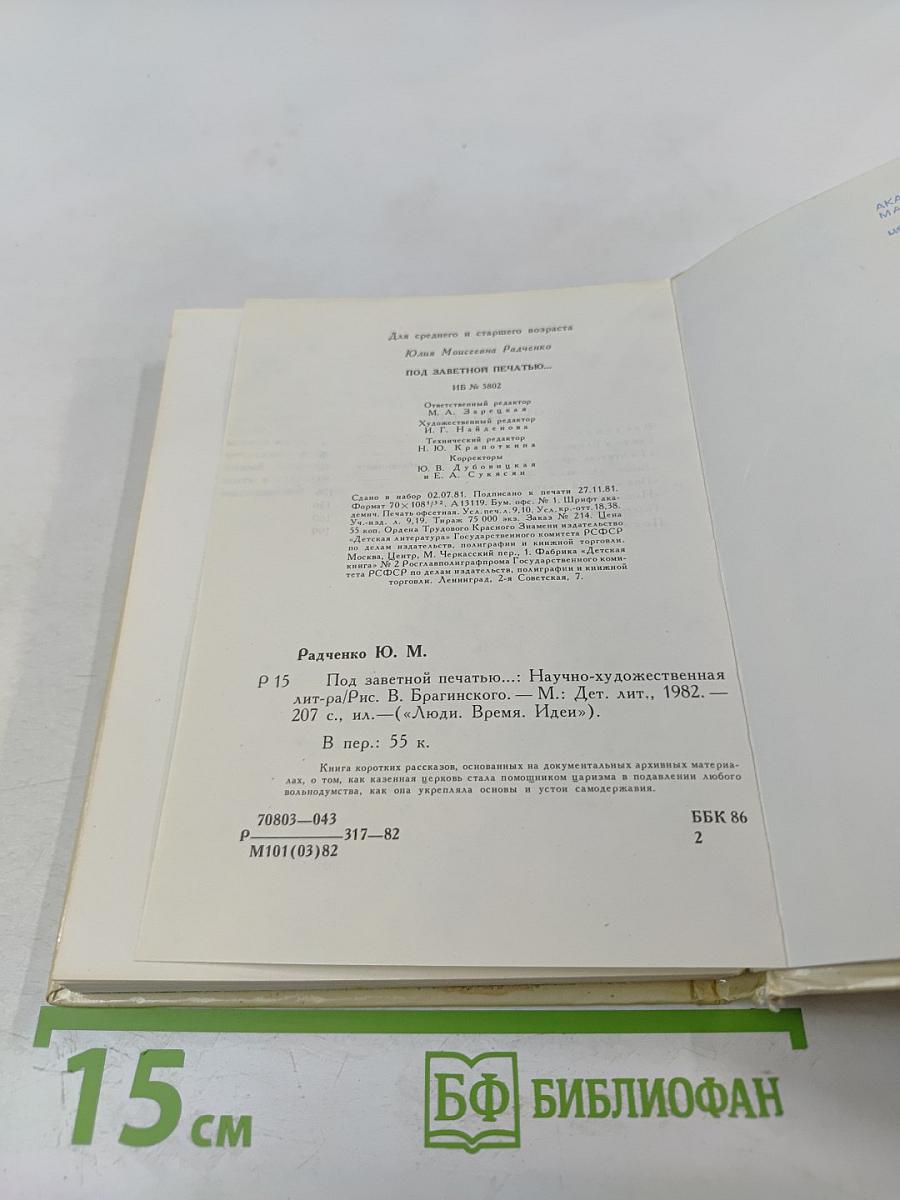 Для среднего и старшего возраста
Юлия Моисеевна Радченко
ПОД ЗАВЕТНОЙ ПЕЧАТЬЮ...
ИБ № 5802
Ответственный редактор
М. А. Зарецкая
Художественный редактор
И. Г. Найденова
Технический редактор
Н. Ю. Крапоткина
Корректоры
Ю. В. Дубовицкая
и Е. А. Сукясян
Сдано в набор 02.07.81. Подписано к печати 27.11.81.
Формат 70×108¹/³². А13119. Бум. офс. № 1. Шрифт ака-
демич. Печать офсетная. Усл. печ. л. 9,10. Усл. кр.-отт. 18,38.
Уч.-изд. л. 9,19. Тираж 75 000 экз. Заказ № 214. Цена
55 коп. Ордена Трудового Красного Знамени издательство
«Детская литература» Государственного комитета РСФСР
по делам издательств, полиграфии и книжной торговли.
Москва, Центр, М. Черкасский пер., 1. Фабрика «Детская
книга» № 2 Росглавполиграфпрома Государственного коми-
тета РСФСР по делам издательств, полиграфии и книжной
торговли. Ленинград, 2-я Советская, 7.
Радченко Ю. М.
Р 15 Под заветной печатью...: Научно-художественная
лит-ра/Рис. В. Брагинского. — М.: Дет. лит., 1982. —
207 с., ил.—(«Люди. Время. Идеи»).
В пер.: 55 к.
Книга коротких рассказов, основанных на документальных архивных материа-
лах, о том, как казенная церковь стала помощником царизма в подавлении любого
вольнодумства, как она укрепляла основы и устои самодержавия.
70803—043
Р————317—82
М101(03)82
ББК 86
2
15 см
БФ БИБЛИОФАН